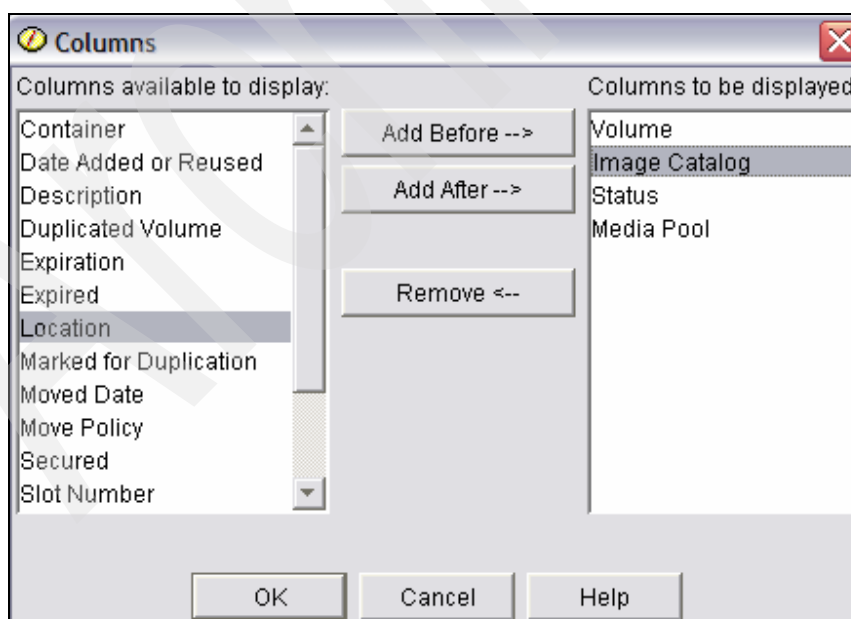 Columns
Columns available to display:
Container
Date Added or Reused
Description
Duplicated Volume
Expiration
Expired
Location
Marked for Duplication
Moved Date
Move Policy
Secured
Slot Number
Add Before -->
Add After -->
Remove <--
Columns to be displayed
Volume
Image Catalog
Status
Media Pool
OK
Cancel
Help